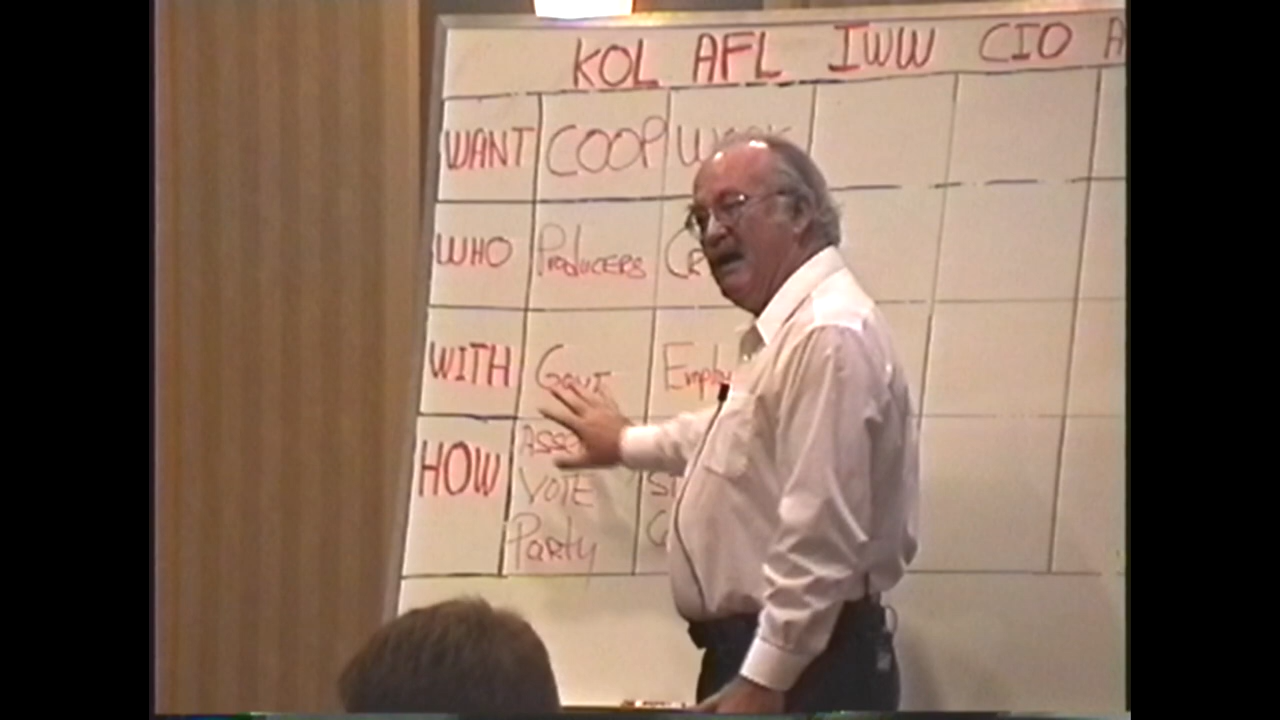 KOL AFL IWW CIO A
WANT COOP
WHO Producers
WITH Govt
HOW
VOTE
Party